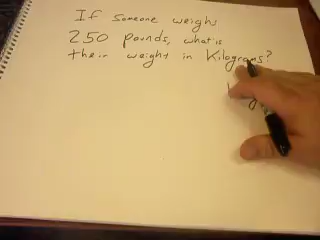 If someone weighs
250 pounds, what is
their weight in Kilograms?